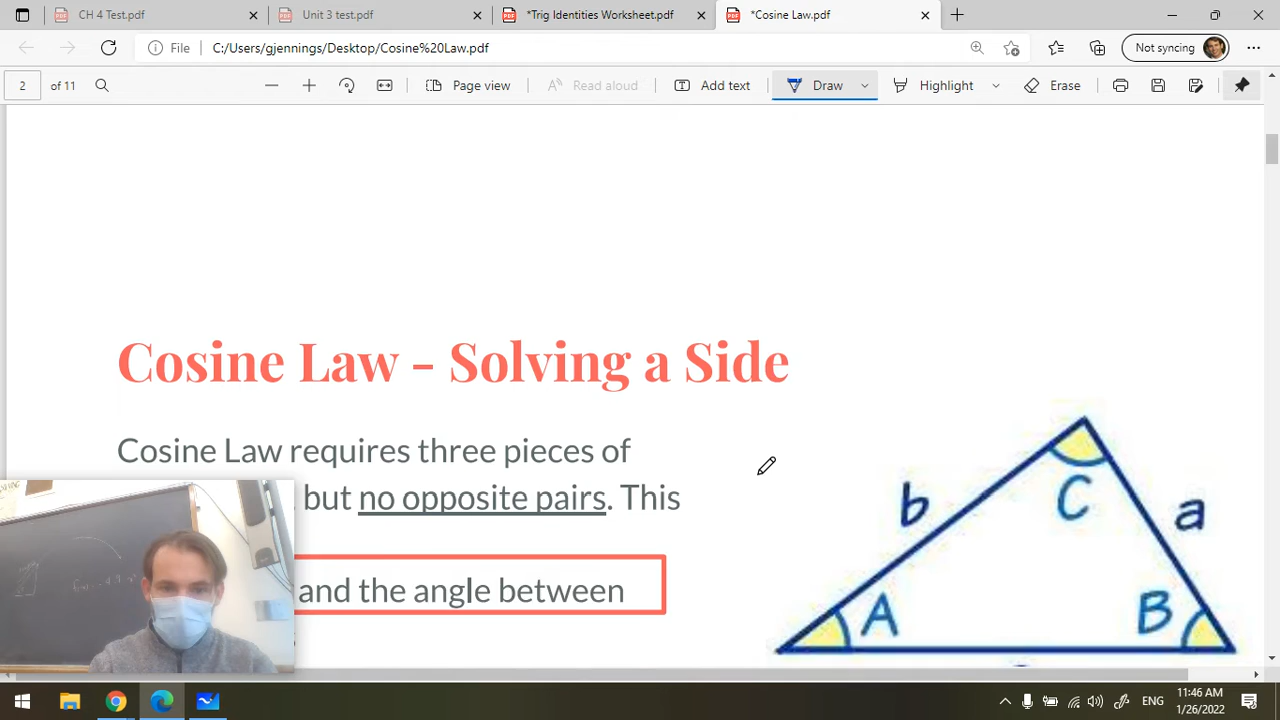 CH 4 Test.pdf
Unit 3 test.pdf
*Trig Identities Worksheet.pdf
*Cosine Law.pdf
File
C:/Users/gjennings/Desktop/Cosine%20Law.pdf
Not syncing
2 of 11
Page view
Read aloud
Add text
Draw
Highlight
Erase
Cosine Law - Solving a Side
Cosine Law requires three pieces of
but no opposite pairs. This
and the angle between
b
C
a
A
B
ENG
11:46 AM
1/26/2022